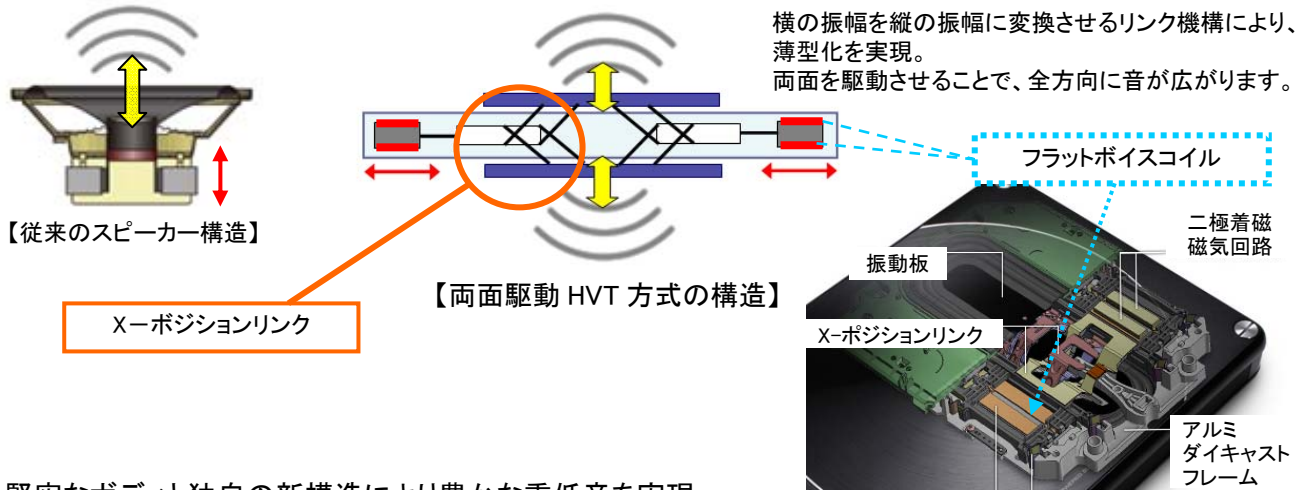 横の振幅を縦の振幅に変換させるリンク機構により、
薄型化を実現。
両面を駆動させることで、全方向に音が広がります。
フラットボイスコイル
【従来のスピーカー構造】
【両面駆動 HVT 方式の構造】
X－ポジションリンク
二極着磁
磁気回路
振動板
X-ポジションリンク
アルミ
ダイキャスト
フレーム